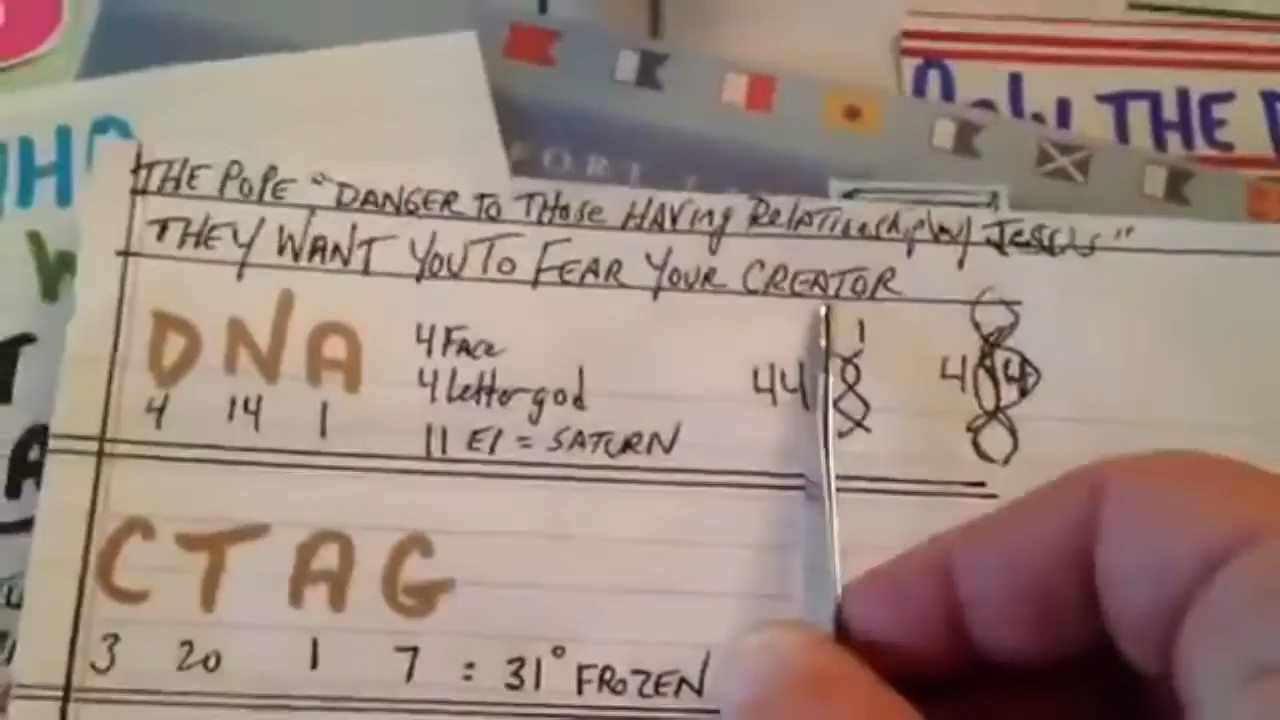 Only THE
THE POPE "DANGER TO Those HAVing Relationship w/ Jesus"
THEY WANT YOU TO FEAR YOUR CREATOR
DNA
4 14 1
4 Face
4 letter god
11 El = SATURN
44 1
4 4
CTAG
3 20 1 7 = 31° FROZEN